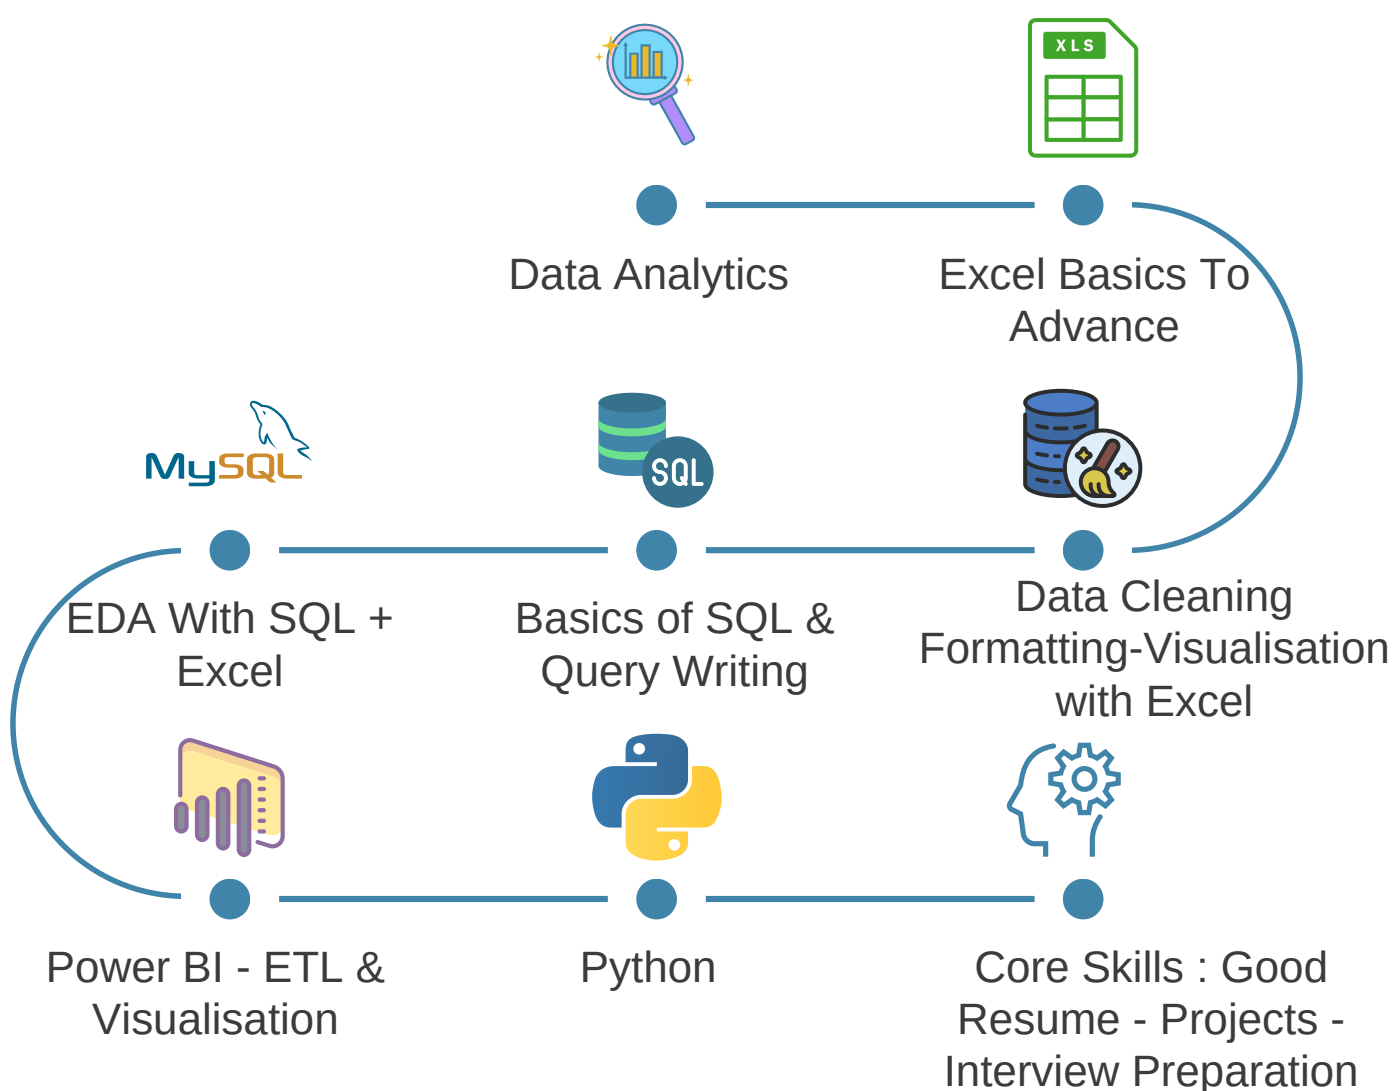 XLS
Data Analytics
Excel Basics To
Advance
MySQL
SQL
EDA With SQL +
Excel
Basics of SQL &
Query Writing
Data Cleaning
Formatting-Visualisation
with Excel
Power BI - ETL &
Visualisation
Python
Core Skills : Good
Resume - Projects -
Interview Preparation